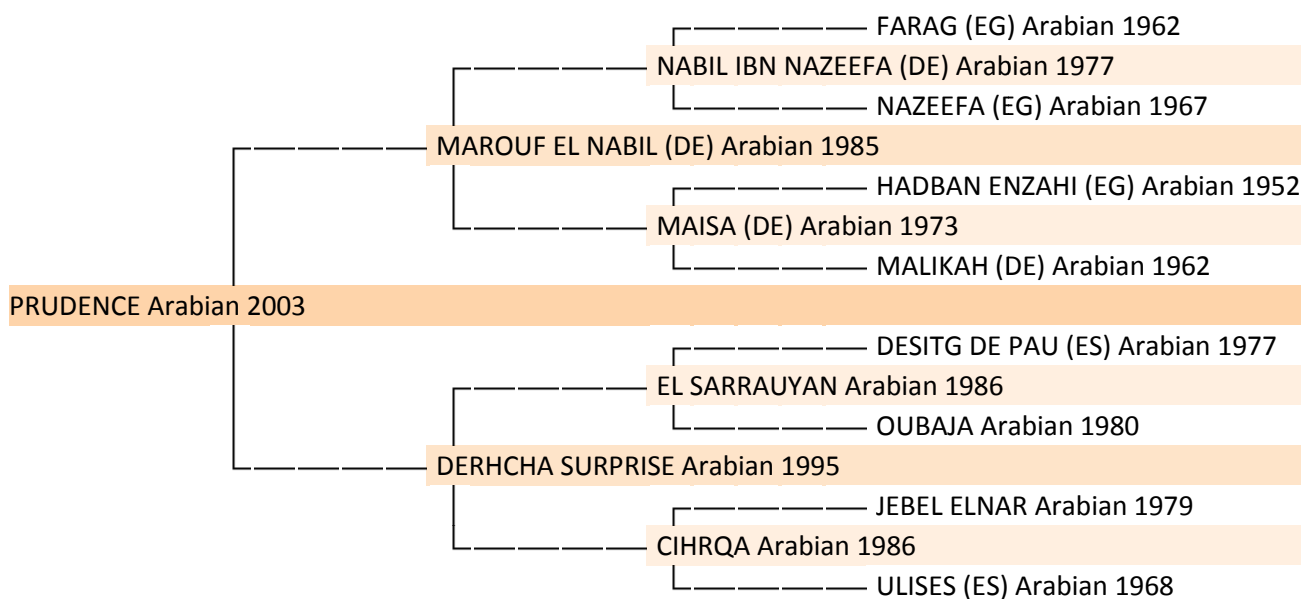 FARAG (EG) Arabian 1962
NABIL IBN NAZEEFA (DE) Arabian 1977
NAZEEFA (EG) Arabian 1967
MAROUF EL NABIL (DE) Arabian 1985
HADBAN ENZAHI (EG) Arabian 1952
MAISA (DE) Arabian 1973
MALIKAH (DE) Arabian 1962
PRUDENCE Arabian 2003
DESITG DE PAU (ES) Arabian 1977
EL SARRAUYAN Arabian 1986
OUBAJA Arabian 1980
DERHCHA SURPRISE Arabian 1995
JEBEL ELNAR Arabian 1979
CIHRQA Arabian 1986
ULISES (ES) Arabian 1968